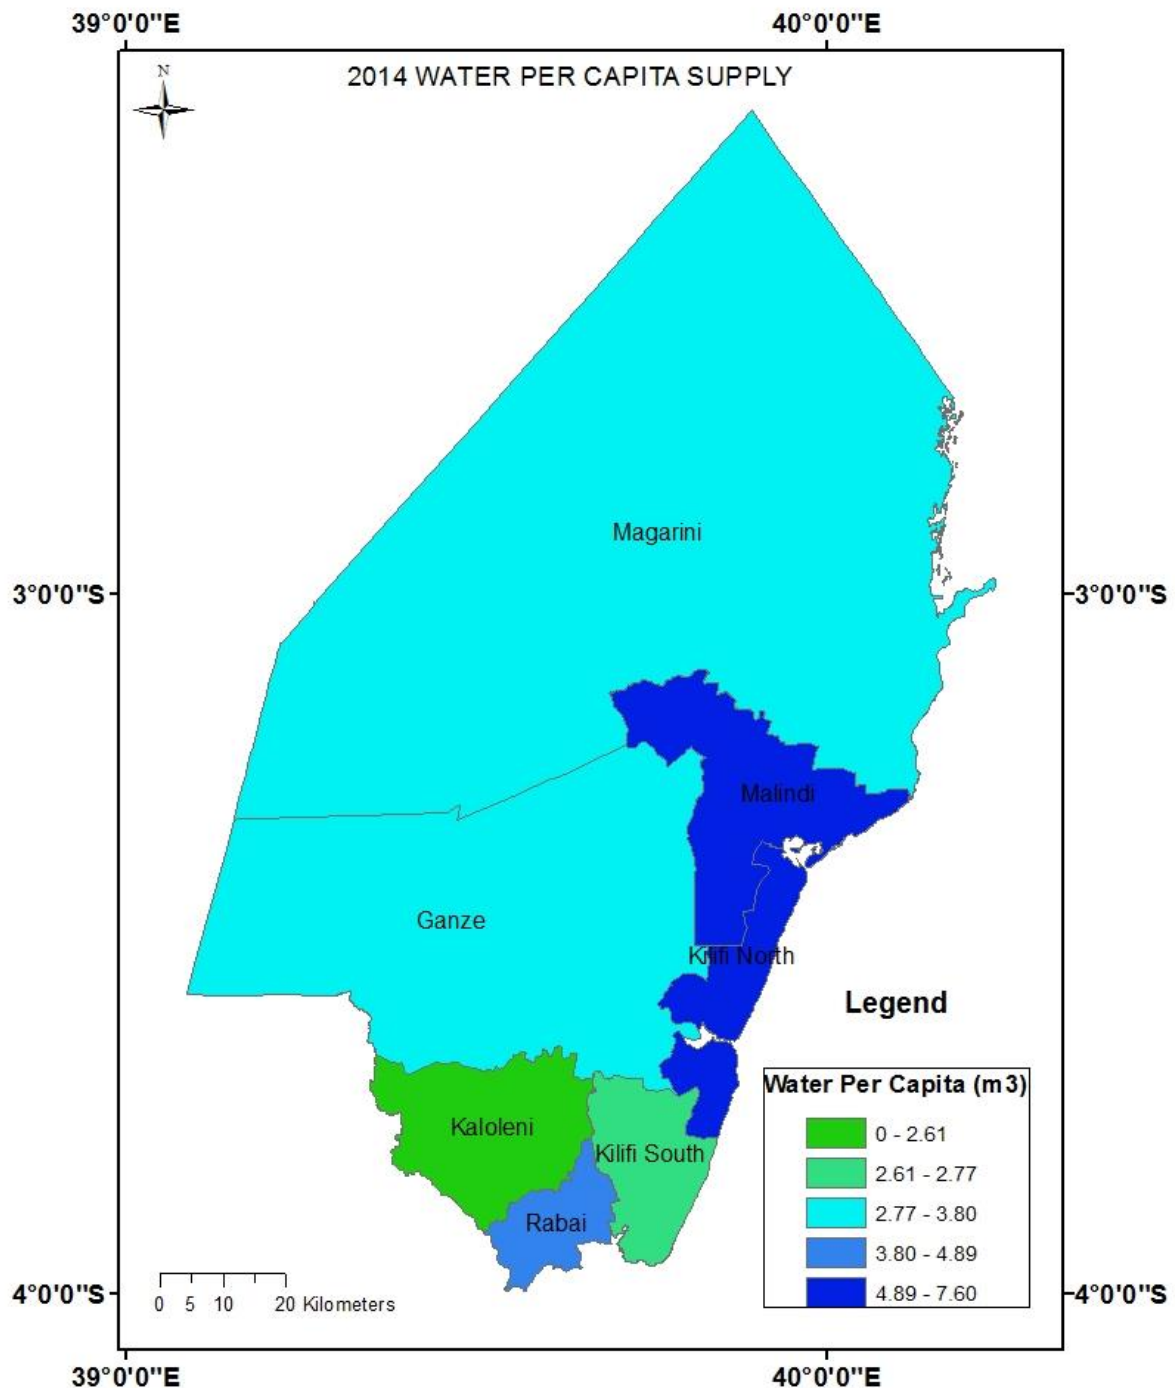 39°0'0"E 40°0'0"E
N
2014 WATER PER CAPITA SUPPLY
Magarini
3°0'0"S 3°0'0"S
Malindi
Ganze
Kilifi North
Legend
Water Per Capita (m3)
0 - 2.61
2.61 - 2.77
2.77 - 3.80
3.80 - 4.89
4.89 - 7.60
Kaloleni
Kilifi South
Rabai
0 5 10 20 Kilometers
4°0'0"S 4°0'0"S
39°0'0"E 40°0'0"E